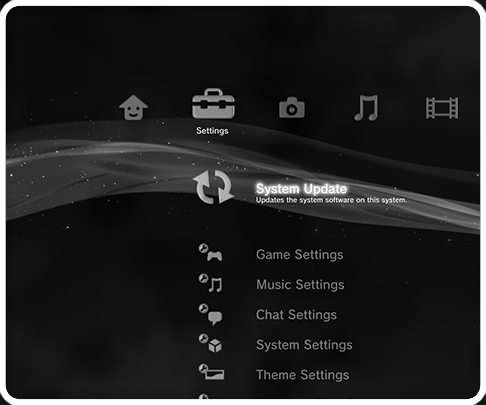 Settings
System Update
Updates the system software on this system.
Game Settings
Music Settings
Chat Settings
System Settings
Theme Settings